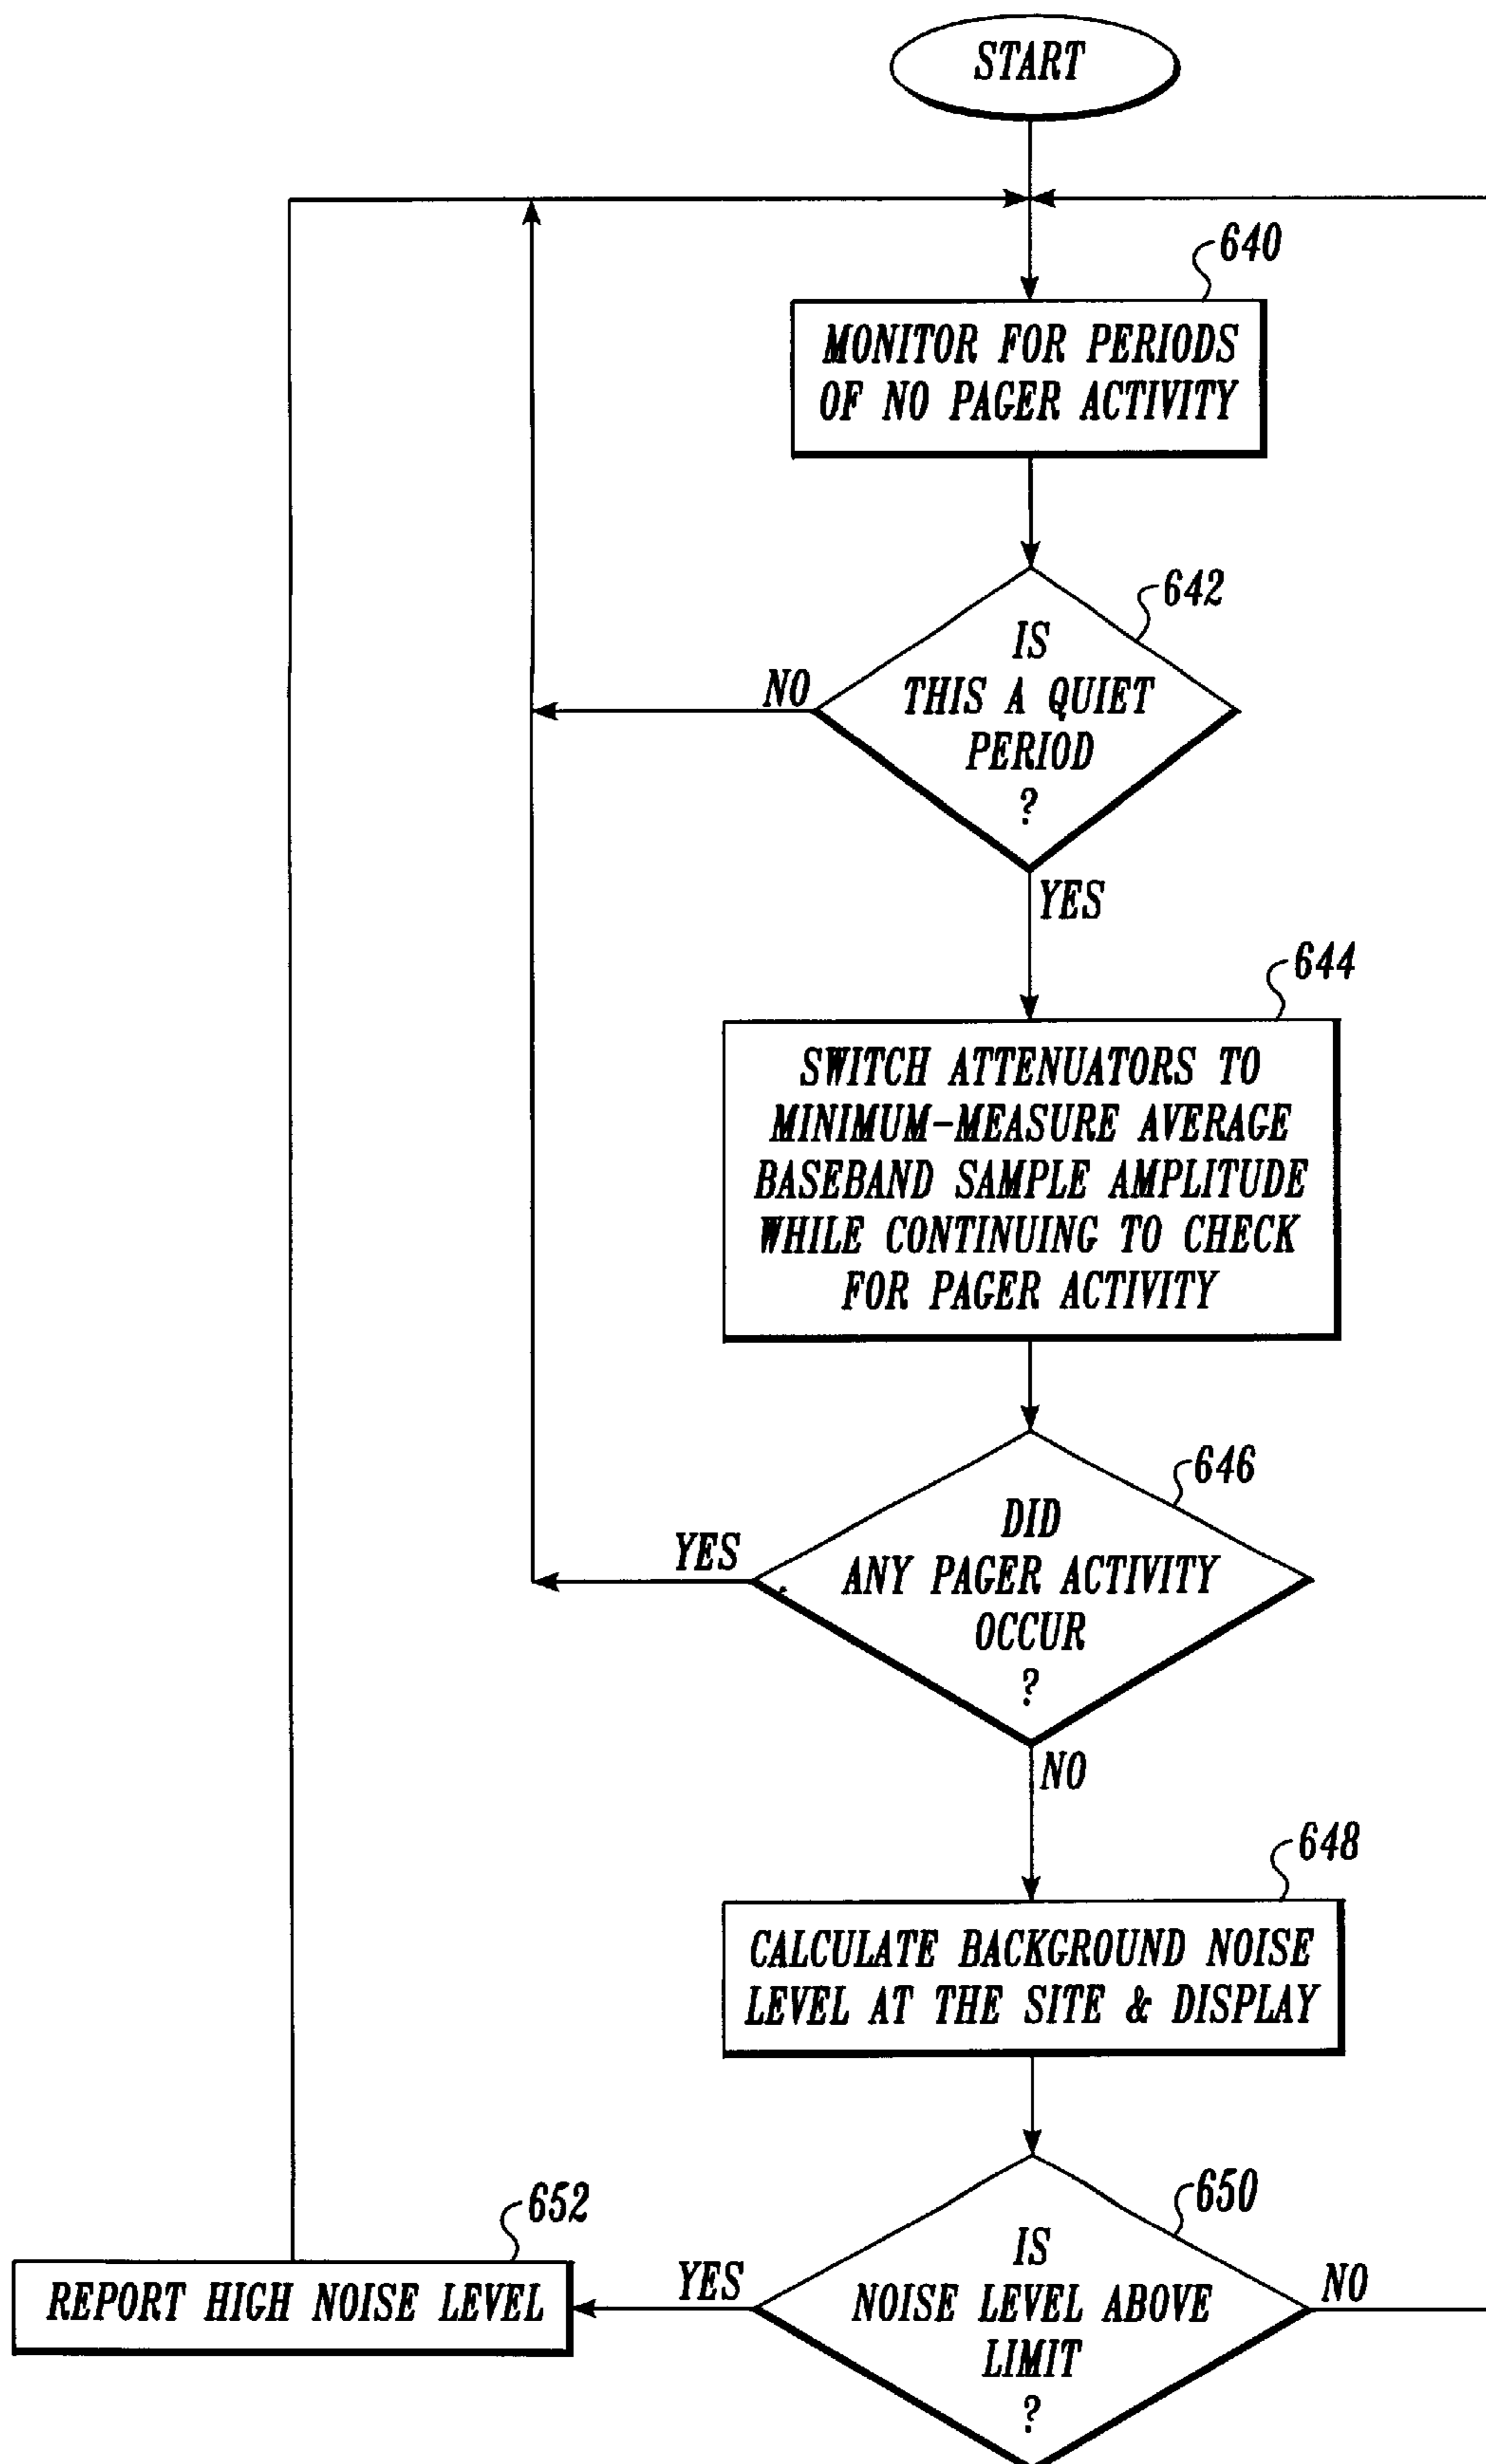 START
640
MONITOR FOR PERIODS
OF NO PAGER ACTIVITY
642
IS
THIS A QUIET
PERIOD
?
NO
YES
644
SWITCH ATTENUATORS TO
MINIMUM-MEASURE AVERAGE
BASEBAND SAMPLE AMPLITUDE
WHILE CONTINUING TO CHECK
FOR PAGER ACTIVITY
646
DID
ANY PAGER ACTIVITY
OCCUR
?
YES
NO
648
CALCULATE BACKGROUND NOISE
LEVEL AT THE SITE & DISPLAY
650
IS
NOISE LEVEL ABOVE
LIMIT
?
YES
NO
652
REPORT HIGH NOISE LEVEL